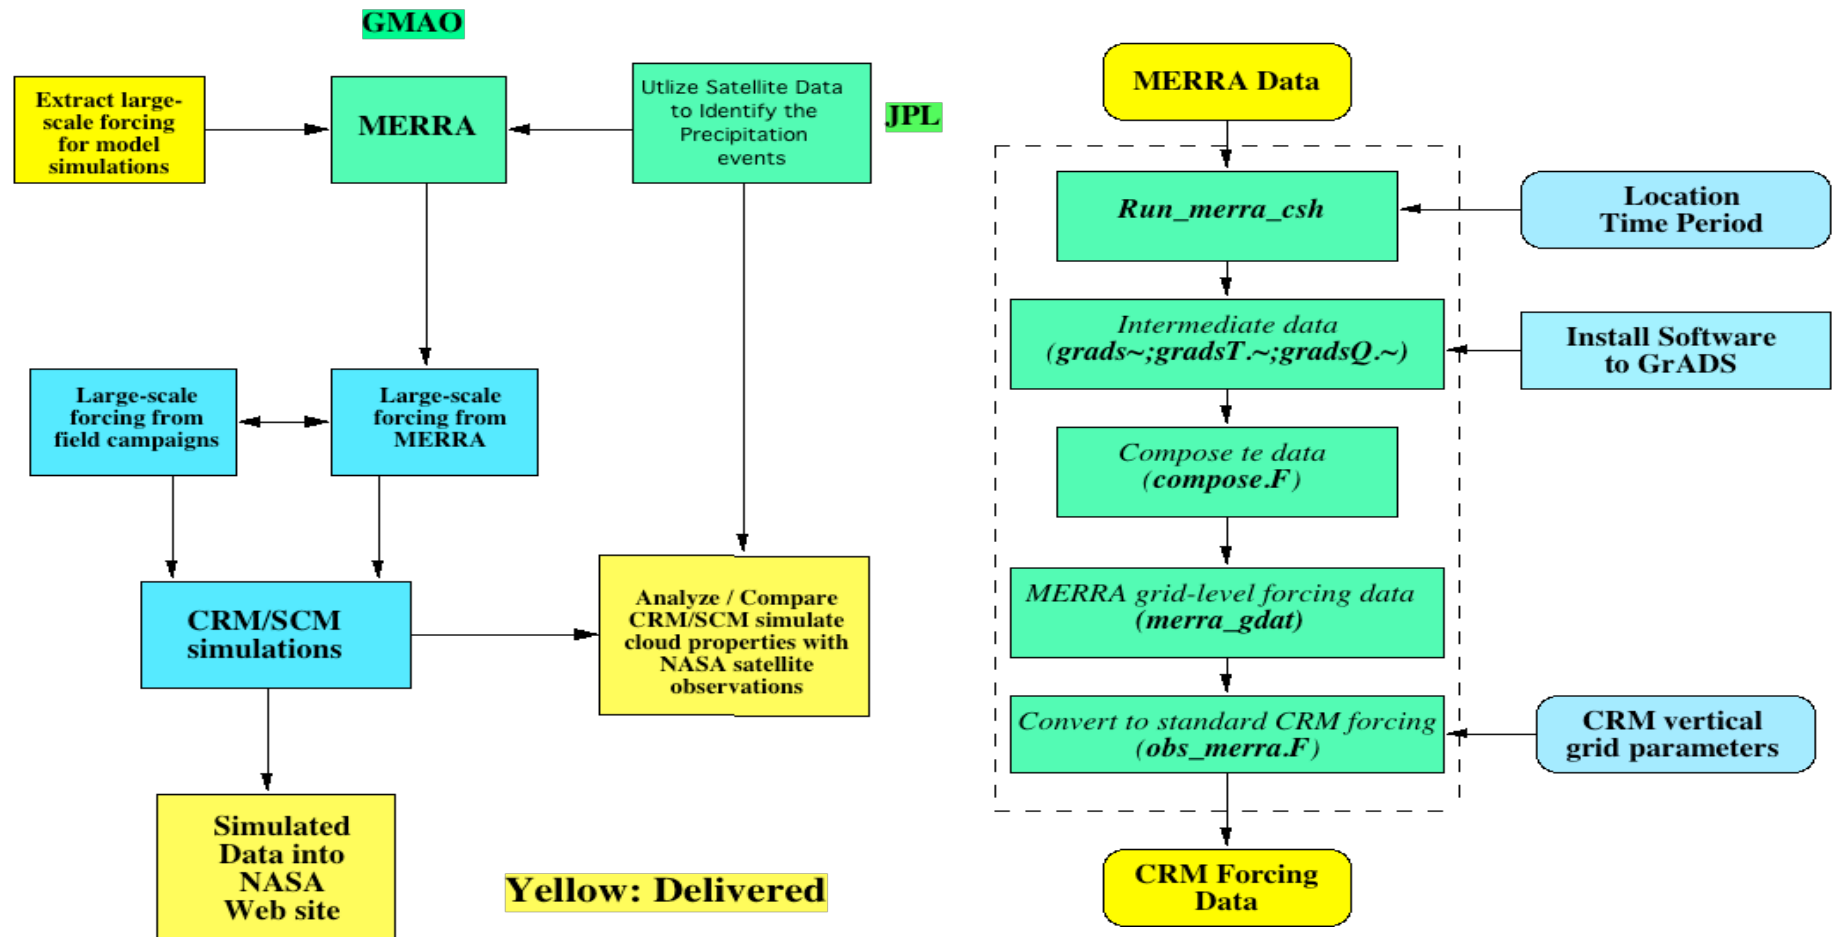 GMAO
Extract large-
scale forcing
for model
simulations
MERRA
Utlize Satellite Data
to Identify the
Precipitation
events
JPL
Large-scale
forcing from
field campaigns
Large-scale
forcing from
MERRA
CRM/SCM
simulations
Analyze / Compare
CRM/SCM simulate
cloud properties with
NASA satellite
observations
Simulated
Data into
NASA
Web site
Yellow: Delivered
MERRA Data
Run_merra_csh
Location
Time Period
Intermediate data
(grads~;gradsT.~;gradsQ.~)
Install Software
to GrADS
Compose te data
(compose.F)
MERRA grid-level forcing data
(merra_gdat)
Convert to standard CRM forcing
(obs_merra.F)
CRM vertical
grid parameters
CRM Forcing
Data